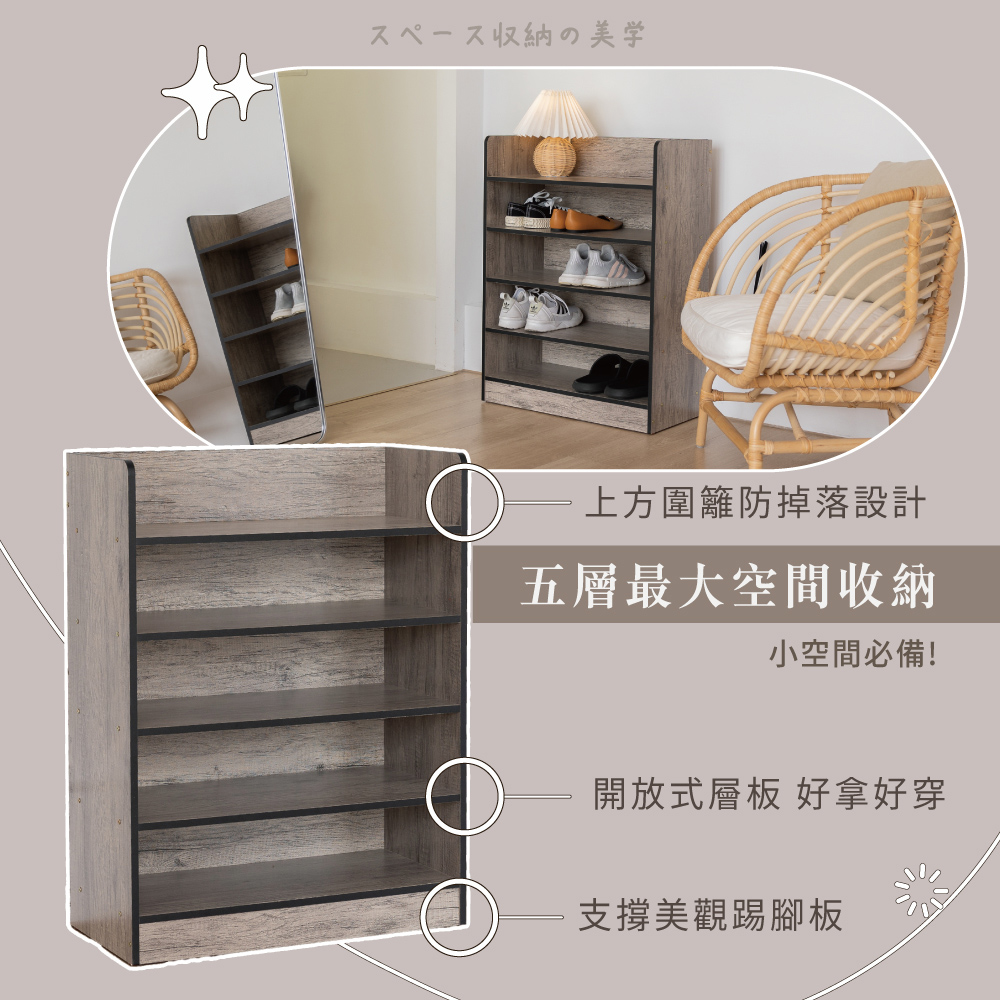 スペース収納の美学
上方圍籬防掉落設計
五層最大空間收納
小空間必備!
開放式層板 好拿好穿
支撐美觀踢腳板